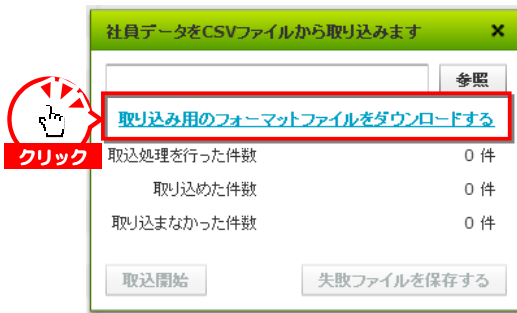 社員データをCSVファイルから取り込みます ×
参照
取り込み用のフォーマットファイルをダウンロードする
クリック
取込処理を行った件数 0 件
取り込めた件数 0 件
取り込まなかった件数 0 件
取込開始 失敗ファイルを保存する